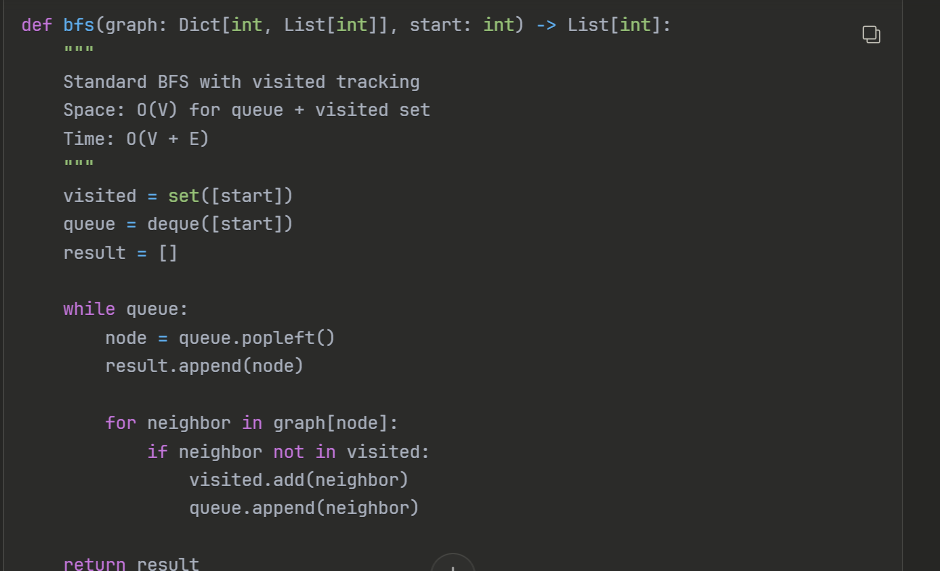 def bfs(graph: Dict[int, List[int]], start: int) -> List[int]:
    """
    Standard BFS with visited tracking
    Space: O(V) for queue + visited set
    Time: O(V + E)
    """
    visited = set([start])
    queue = deque([start])
    result = []

    while queue:
        node = queue.popleft()
        result.append(node)

        for neighbor in graph[node]:
            if neighbor not in visited:
                visited.add(neighbor)
                queue.append(neighbor)

    return result